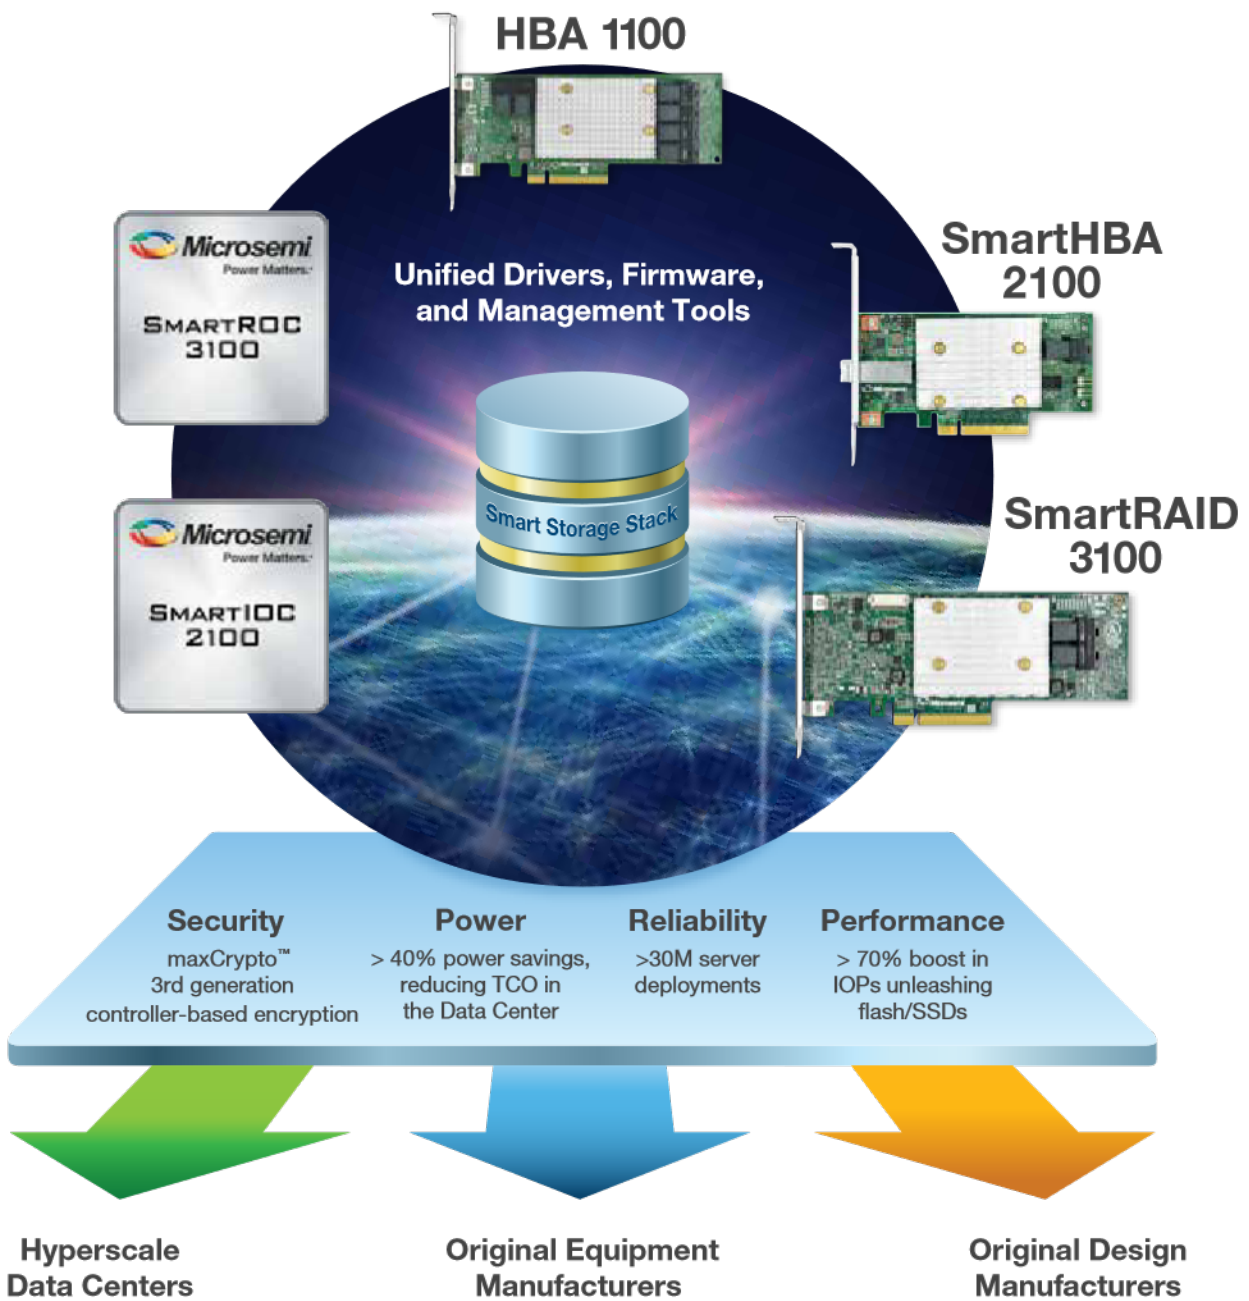 HBA 1100
Microsemi
Power Matters.™
SMARTROC
3100
Unified Drivers, Firmware,
and Management Tools
SmartHBA
2100
Smart Storage Stack
Microsemi
Power Matters.™
SMARTIOC
2100
SmartRAID
3100
Security
maxCrypto™
3rd generation
controller-based encryption
Power
> 40% power savings,
reducing TCO in
the Data Center
Reliability
>30M server
deployments
Performance
> 70% boost in
IOPs unleashing
flash/SSDs
Hyperscale
Data Centers
Original Equipment
Manufacturers
Original Design
Manufacturers